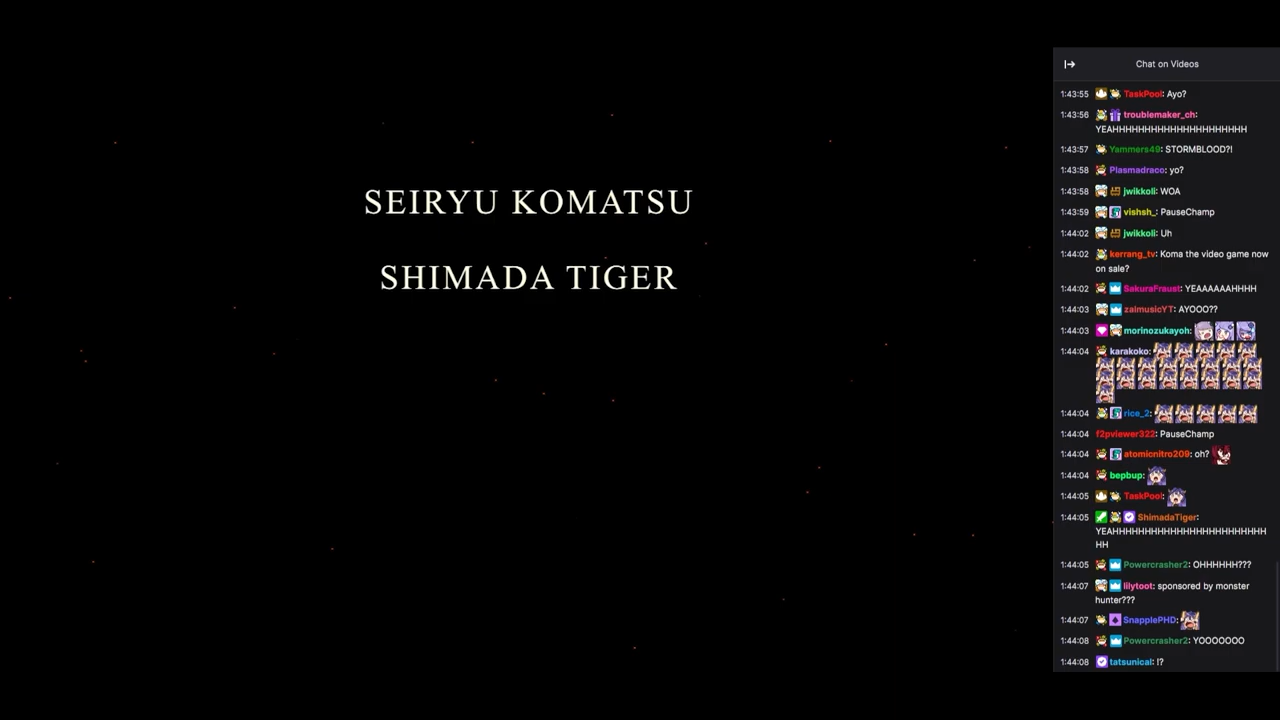 SEIRYU KOMATSU
SHIMADA TIGER
Chat on Videos
1:43:55 TaskPool: Ayo?
1:43:56 troublemaker_ch:
YEAHHHHHHHHHHHHHHHHHHHHH
1:43:57 Yammers49: STORMBLOOD?!
1:43:58 Plasmadraco: yo?
1:43:58 jwikkoli: WOA
1:43:59 vishsh_: PauseChamp
1:44:02 jwikkoli: Uh
1:44:02 kerrang_tv: Koma the video game now
on sale?
1:44:02 SakuraFraust: YEAAAAAAHHHH
1:44:03 zalmusicYT: AYOOO??
1:44:03 morinozukayoh:
1:44:04 karakoko:
1:44:04 rice_2:
1:44:04 f2pviewer322: PauseChamp
1:44:04 atomicnitro209: oh?
1:44:04 bepbup:
1:44:05 TaskPool:
1:44:05 ShimadaTiger:
YEAHHHHHHHHHHHHHHHHHHHHHHHH
HH
1:44:05 Powercrasher2: OHHHHHH???
1:44:07 lilytoot: sponsored by monster
hunter???
1:44:07 SnapplePHD:
1:44:08 Powercrasher2: YOOOOOOO
1:44:08 tatsunical: !?